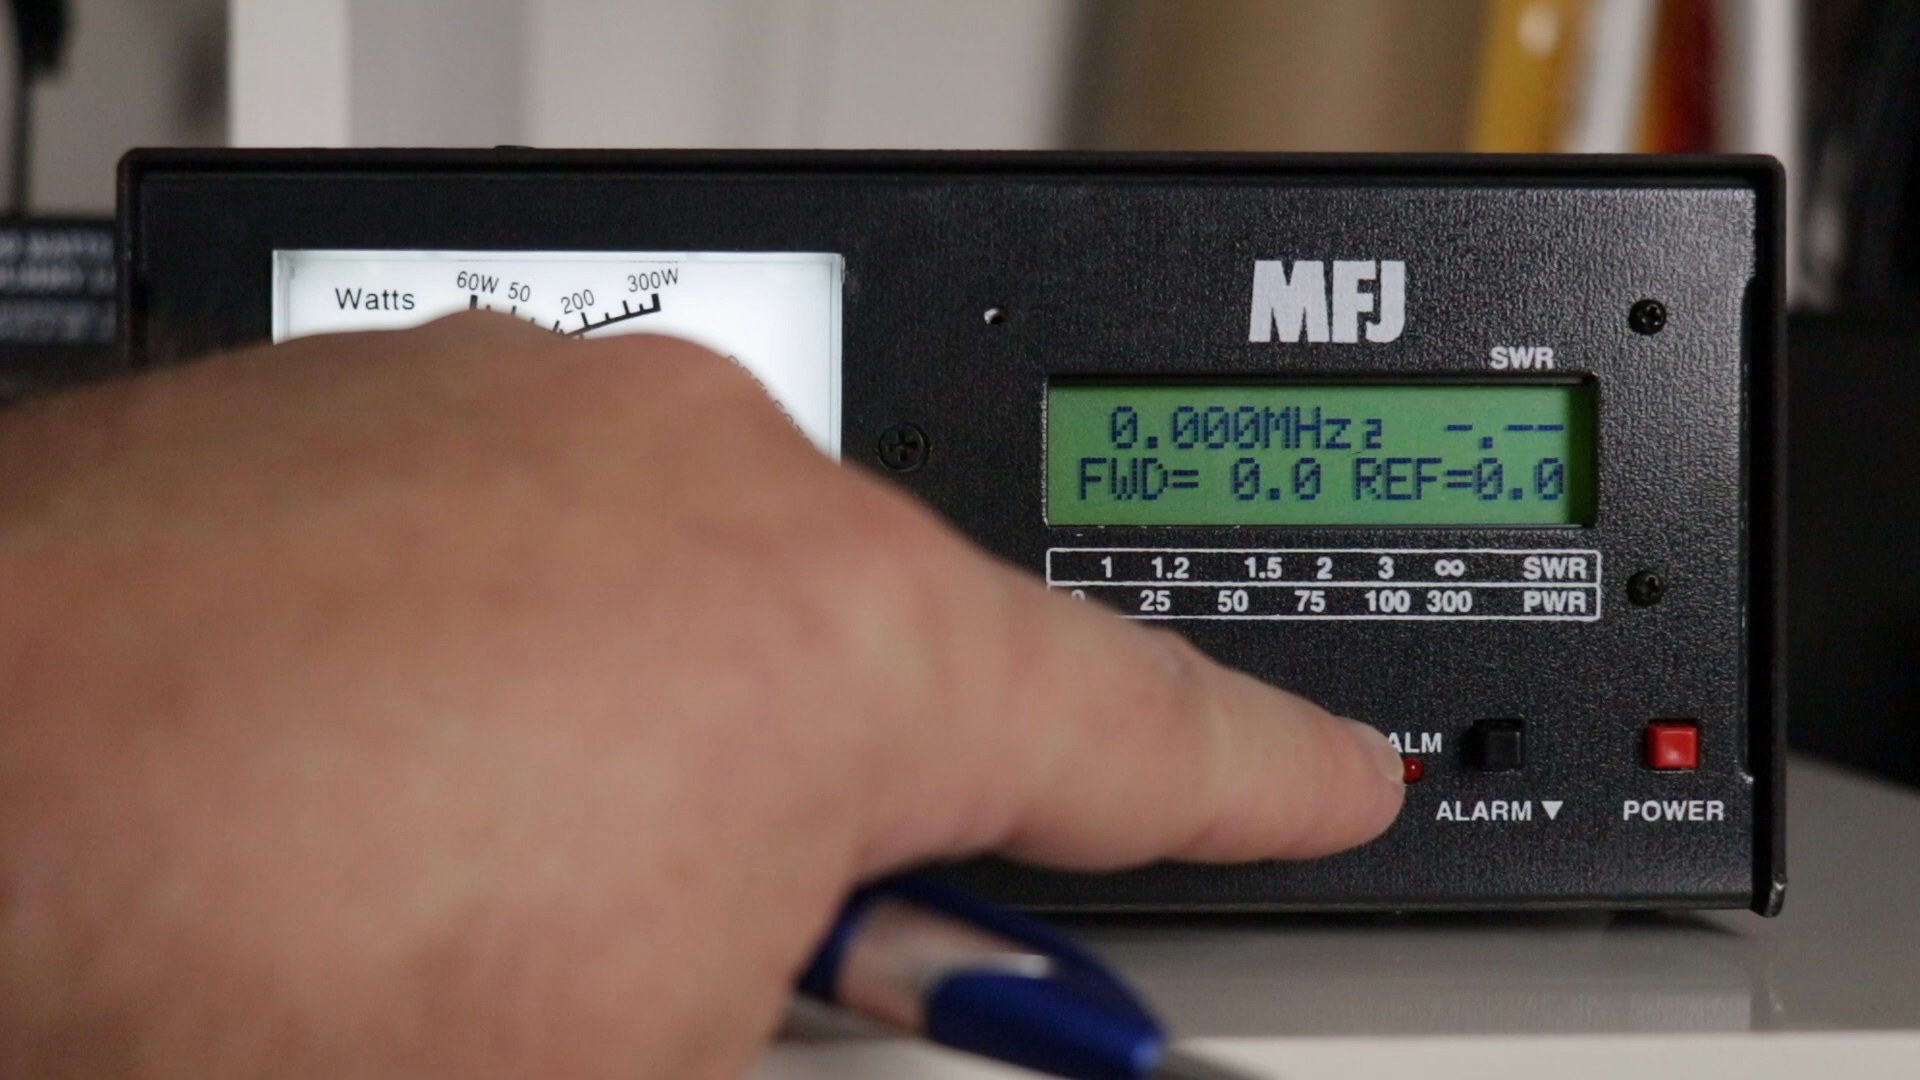 Watts
60W 50 200 300W
MFJ
SWR
0.000MHz2 -.--
FWD= 0.0 REF=0.0
1 1.2 1.5 2 3 ∞ SWR
25 50 75 100 300 PWR
ALM
ALARM ▼ POWER